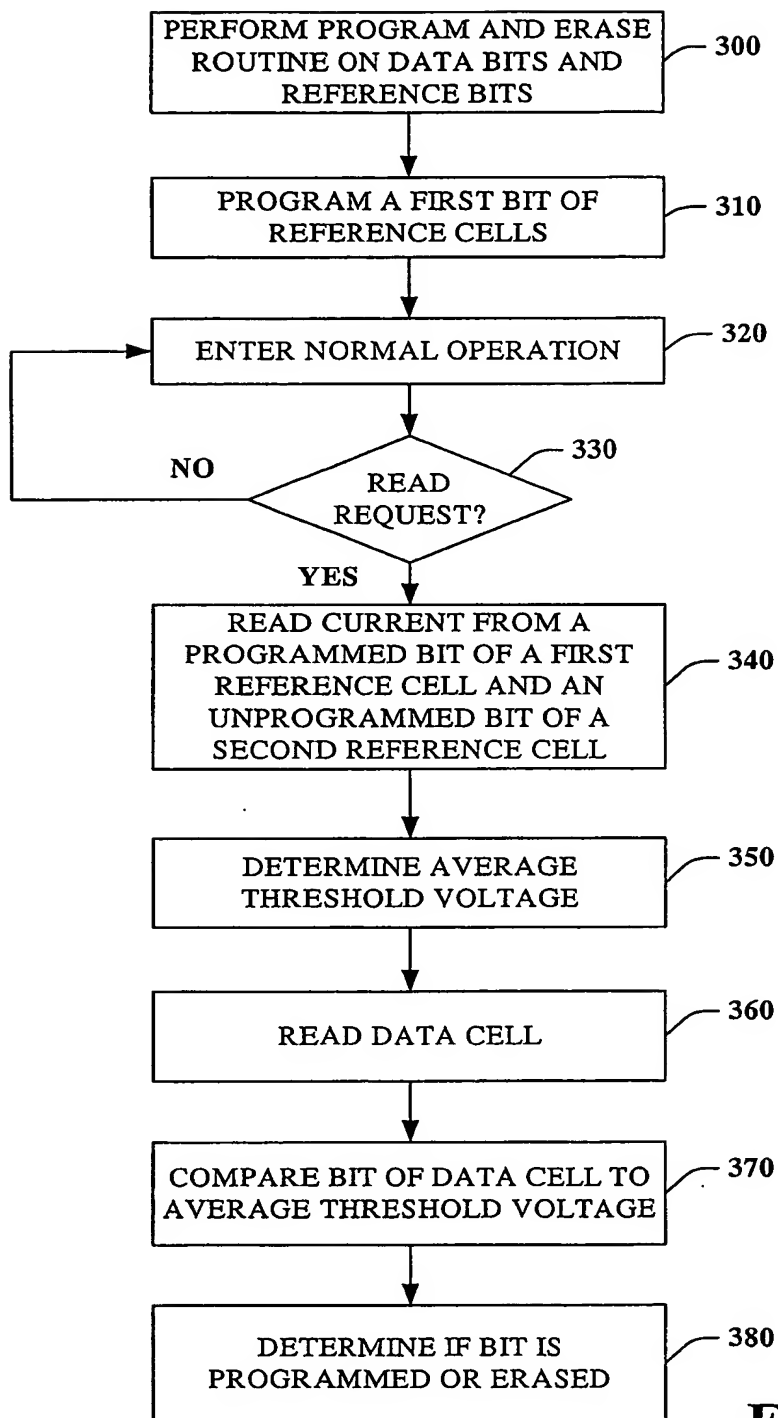 PERFORM PROGRAM AND ERASE
ROUTINE ON DATA BITS AND
REFERENCE BITS
300
PROGRAM A FIRST BIT OF
REFERENCE CELLS
310
ENTER NORMAL OPERATION
320
READ
REQUEST?
330
NO
YES
READ CURRENT FROM A
PROGRAMMED BIT OF A FIRST
REFERENCE CELL AND AN
UNPROGRAMMED BIT OF A
SECOND REFERENCE CELL
340
DETERMINE AVERAGE
THRESHOLD VOLTAGE
350
READ DATA CELL
360
COMPARE BIT OF DATA CELL TO
AVERAGE THRESHOLD VOLTAGE
370
DETERMINE IF BIT IS
PROGRAMMED OR ERASED
380